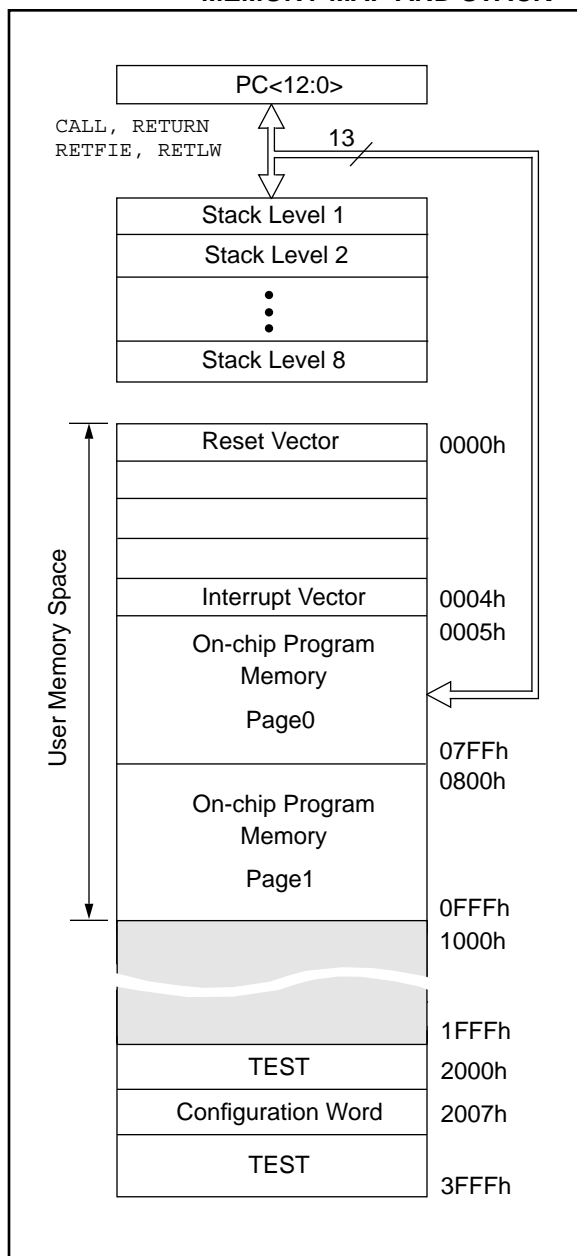 PC<12:0>
CALL, RETURN
RETFIE, RETLW
13
Stack Level 1
Stack Level 2
Stack Level 8
Reset Vector
0000h
Interrupt Vector
0004h
0005h
On-chip Program
Memory
Page0
07FFh
0800h
On-chip Program
Memory
Page1
0FFFh
1000h
User Memory Space
1FFFh
TEST
2000h
Configuration Word
2007h
TEST
3FFFh